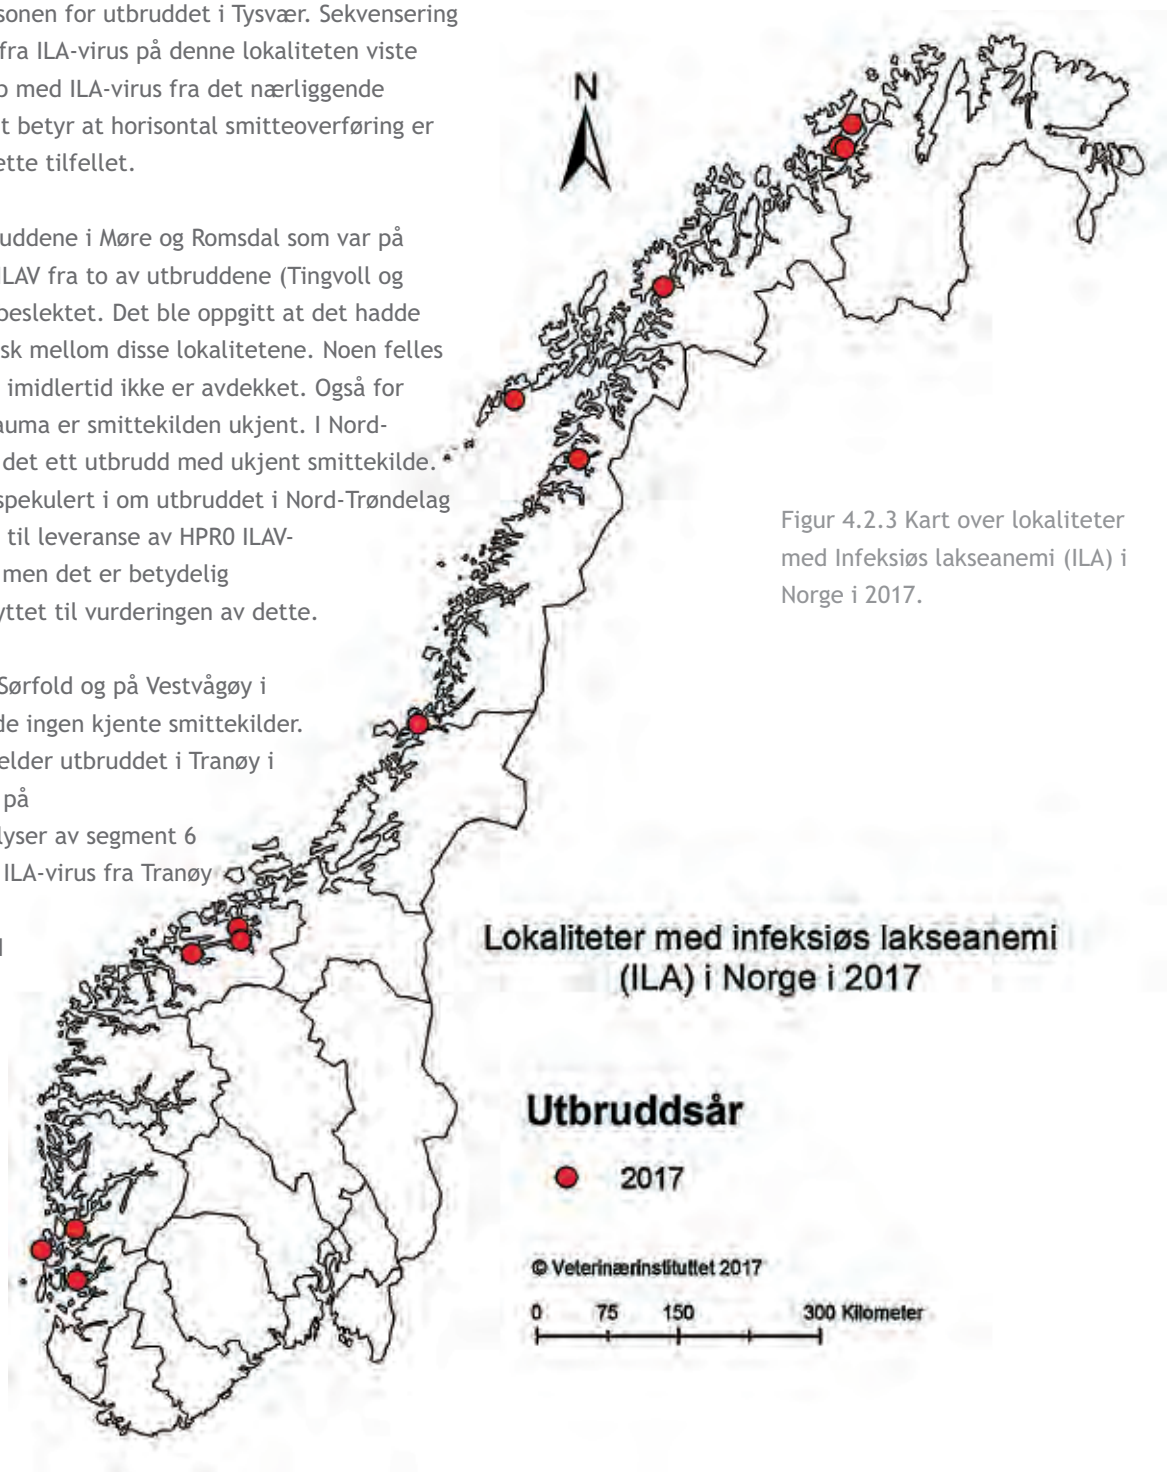 sonen for utbruddet i Tysvær. Sekvensering
fra ILA-virus på denne lokaliteten viste
med ILA-virus fra det nærliggende
t betyr at horisontal smitteoverføring er
ette tilfellet.
uddene i Møre og Romsdal som var på
ILAV fra to av utbruddene (Tingvoll og
beslektet. Det ble oppgitt at det hadde
sk mellom disse lokalitetene. Noen felles
imidlertid ikke er avdekket. Også for
auma er smittekilden ukjent. I Nord-
det ett utbrudd med ukjent smittekilde.
spekulert i om utbruddet i Nord-Trøndelag
til leveranse av HPR0 ILAV-
men det er betydelig
yttet til vurderingen av dette.
Sørfold og på Vestvågøy i
de ingen kjente smittekilder.
elder utbruddet i Tranøy i
på
lyser av segment 6
ILA-virus fra Tranøy
N
Figur 4.2.3 Kart over lokaliteter
med Infeksiøs lakseanemi (ILA) i
Norge i 2017.
Lokaliteter med infeksiøs lakseanemi
(ILA) i Norge i 2017
Utbruddsår
2017
© Veterinærinstituttet 2017
0 75 150 300 Kilometer